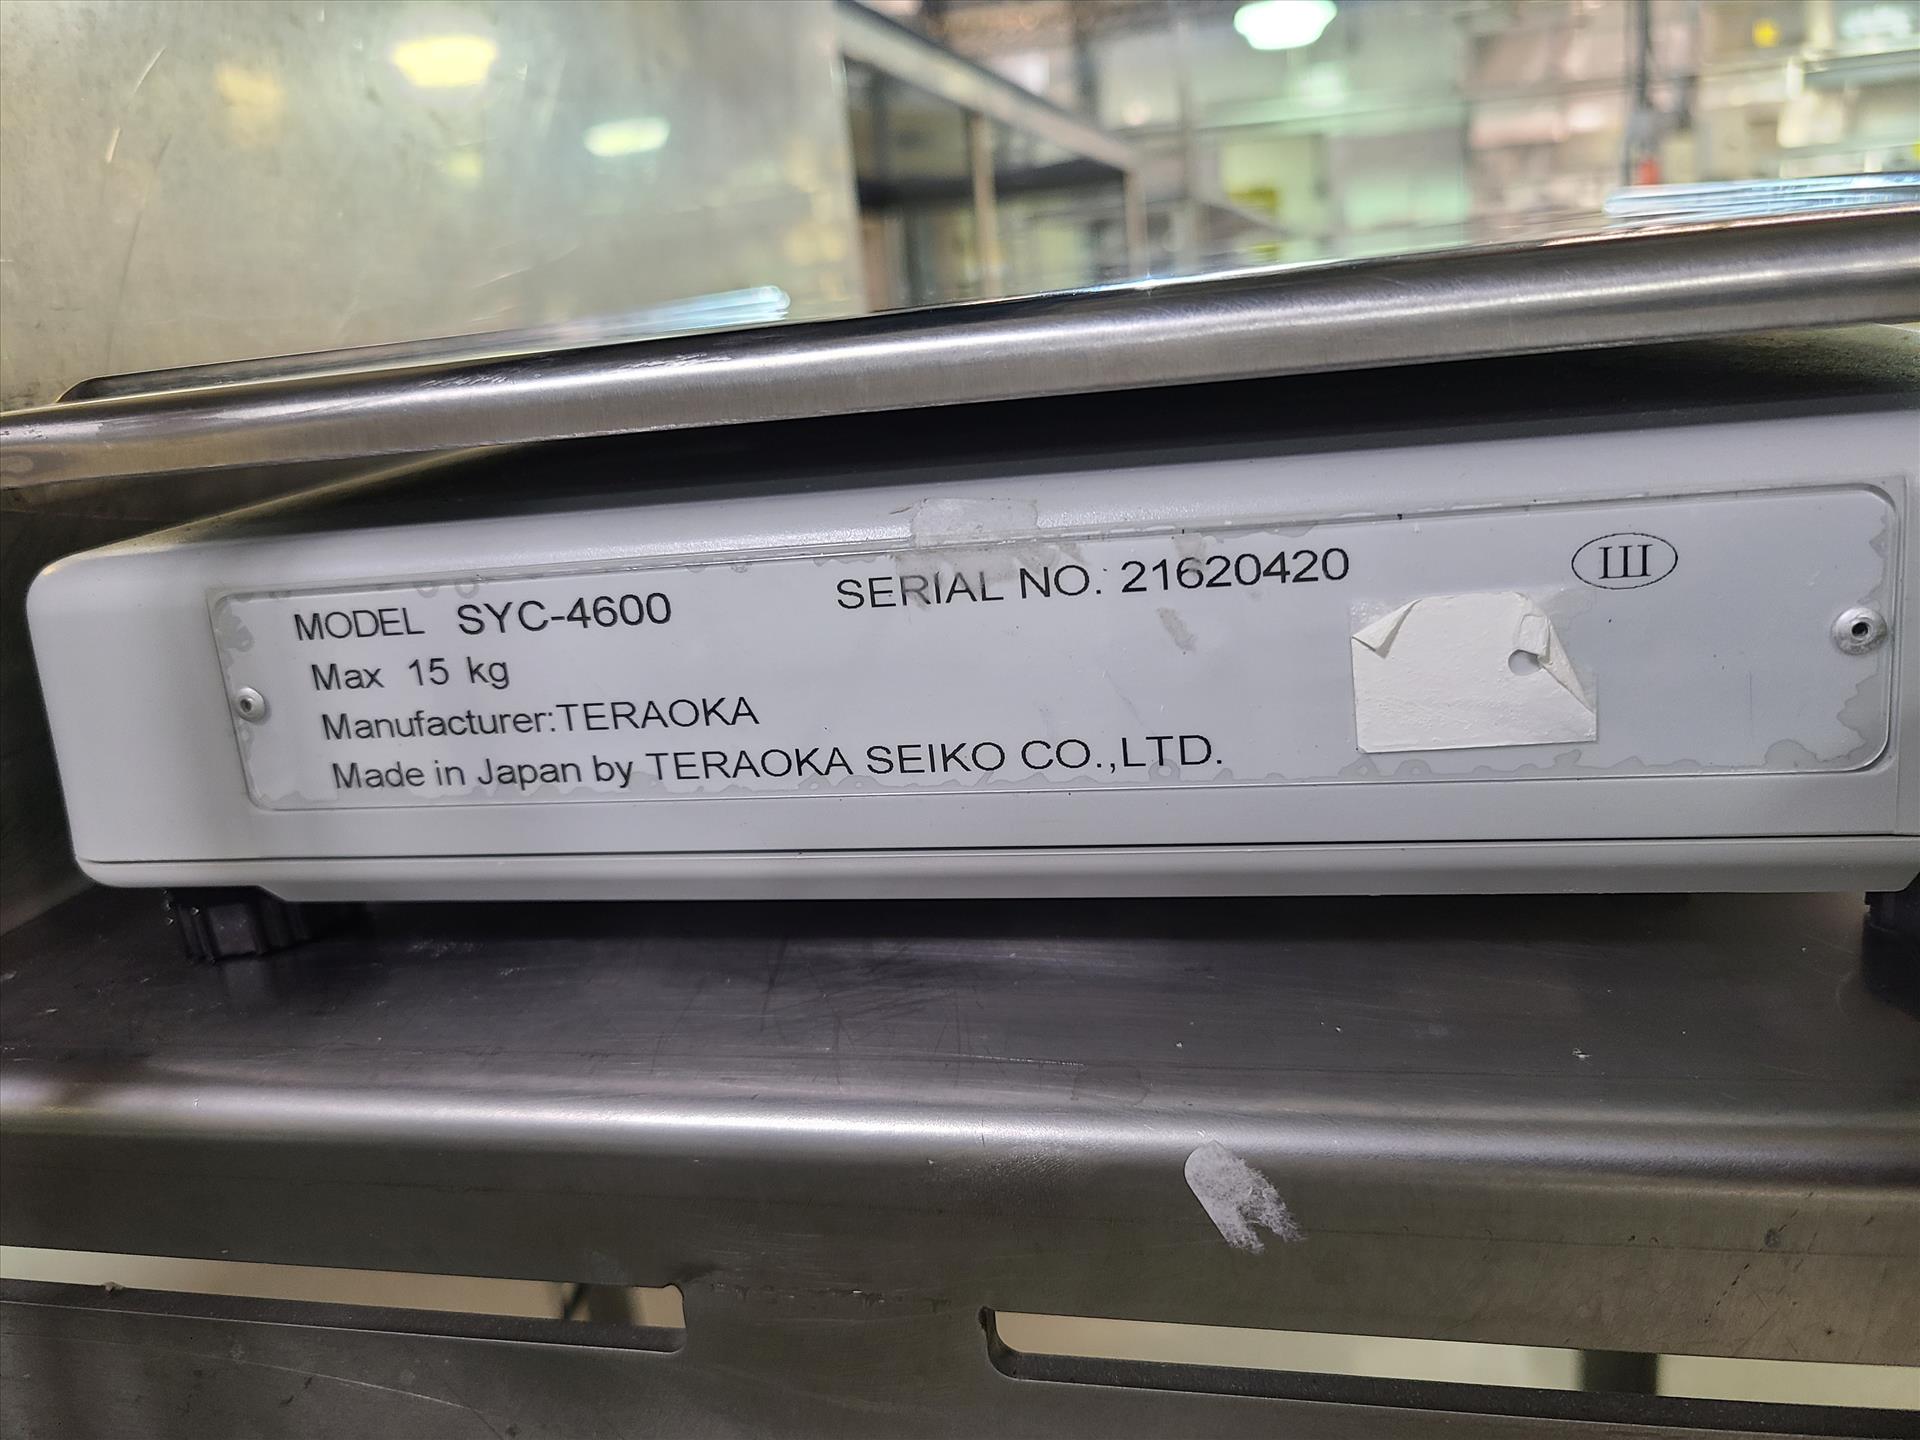 MODEL SYC-4600 SERIAL NO. 21620420 III
Max 15 kg
Manufacturer:TERAOKA
Made in Japan by TERAOKA SEIKO CO.,LTD.